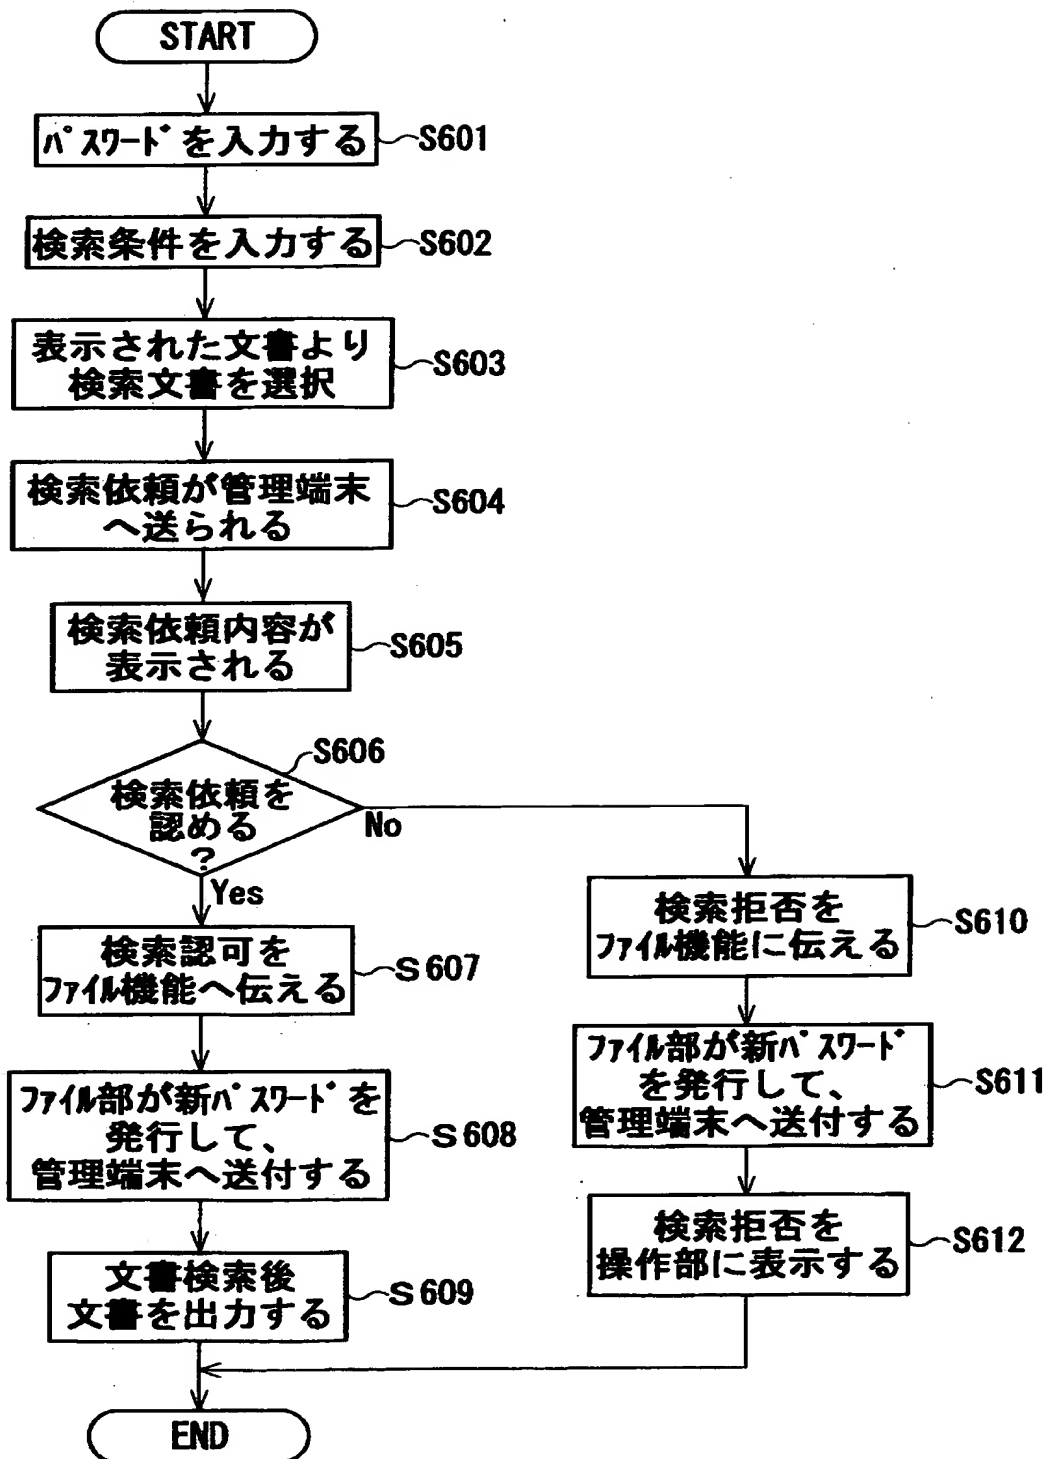 START
ﾊﾟｽﾜｰﾄﾞを入力する
S601
検索条件を入力する
S602
表示された文書より
検索文書を選択
S603
検索依頼が管理端末
へ送られる
S604
検索依頼内容が
表示される
S605
S606
検索依頼を
認める
?
No
Yes
検索認可を
ﾌｧｲﾙ機能へ伝える
S607
ﾌｧｲﾙ部が新ﾊﾟｽﾜｰﾄﾞを
発行して、
管理端末へ送付する
S608
文書検索後
文書を出力する
S609
検索拒否を
ﾌｧｲﾙ機能に伝える
S610
ﾌｧｲﾙ部が新ﾊﾟｽﾜｰﾄﾞ
を発行して、
管理端末へ送付する
S611
検索拒否を
操作部に表示する
S612
END